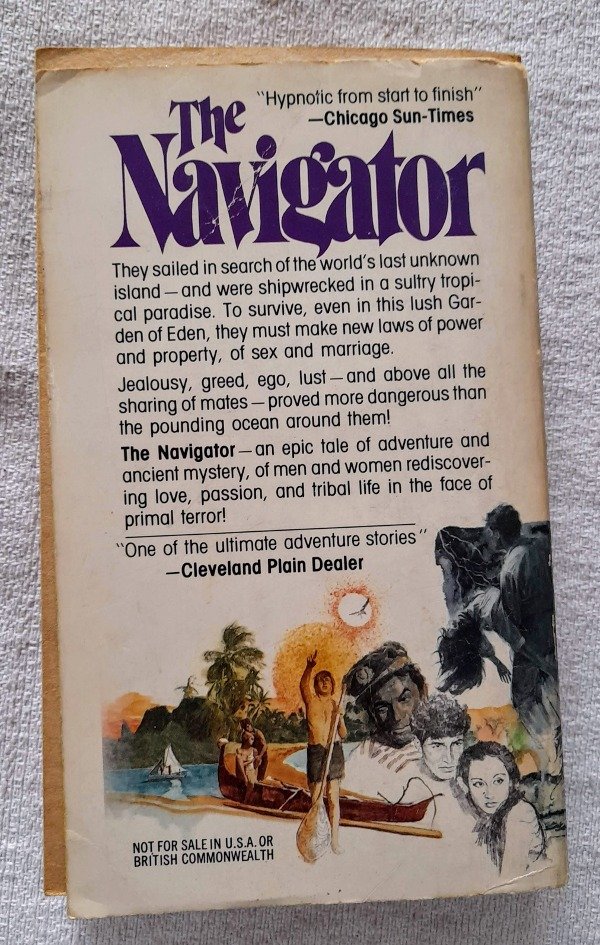 "Hypnotic from start to finish"
—Chicago Sun-Times
The
Navigator
They sailed in search of the world's last unknown
island—and were shipwrecked in a sultry tropi-
cal paradise. To survive, even in this lush Gar-
den of Eden, they must make new laws of power
and property, of sex and marriage.
Jealousy, greed, ego, lust—and above all the
sharing of mates—proved more dangerous than
the pounding ocean around them!
The Navigator—an epic tale of adventure and
ancient mystery, of men and women rediscover-
ing love, passion, and tribal life in the face of
primal terror!
"One of the ultimate adventure stories"
—Cleveland Plain Dealer
NOT FOR SALE IN U.S.A. OR
BRITISH COMMONWEALTH